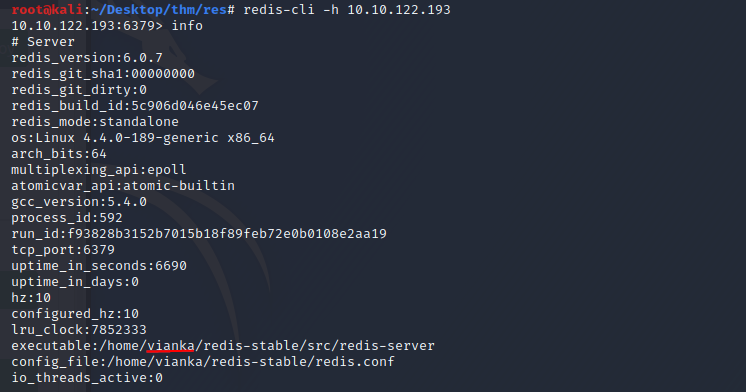 root@kali:~/Desktop/thm/res# redis-cli -h 10.10.122.193
10.10.122.193:6379> info
# Server
redis_version:6.0.7
redis_git_sha1:00000000
redis_git_dirty:0
redis_build_id:5c906d046e45ec07
redis_mode:standalone
os:Linux 4.4.0-189-generic x86_64
arch_bits:64
multiplexing_api:epoll
atomicvar_api:atomic-builtin
gcc_version:5.4.0
process_id:592
run_id:f93828b3152b7015b18f89feb72e0b0108e2aa19
tcp_port:6379
uptime_in_seconds:6690
uptime_in_days:0
hz:10
configured_hz:10
lru_clock:7852333
executable:/home/vianka/redis-stable/src/redis-server
config_file:/home/vianka/redis-stable/redis.conf
io_threads_active:0